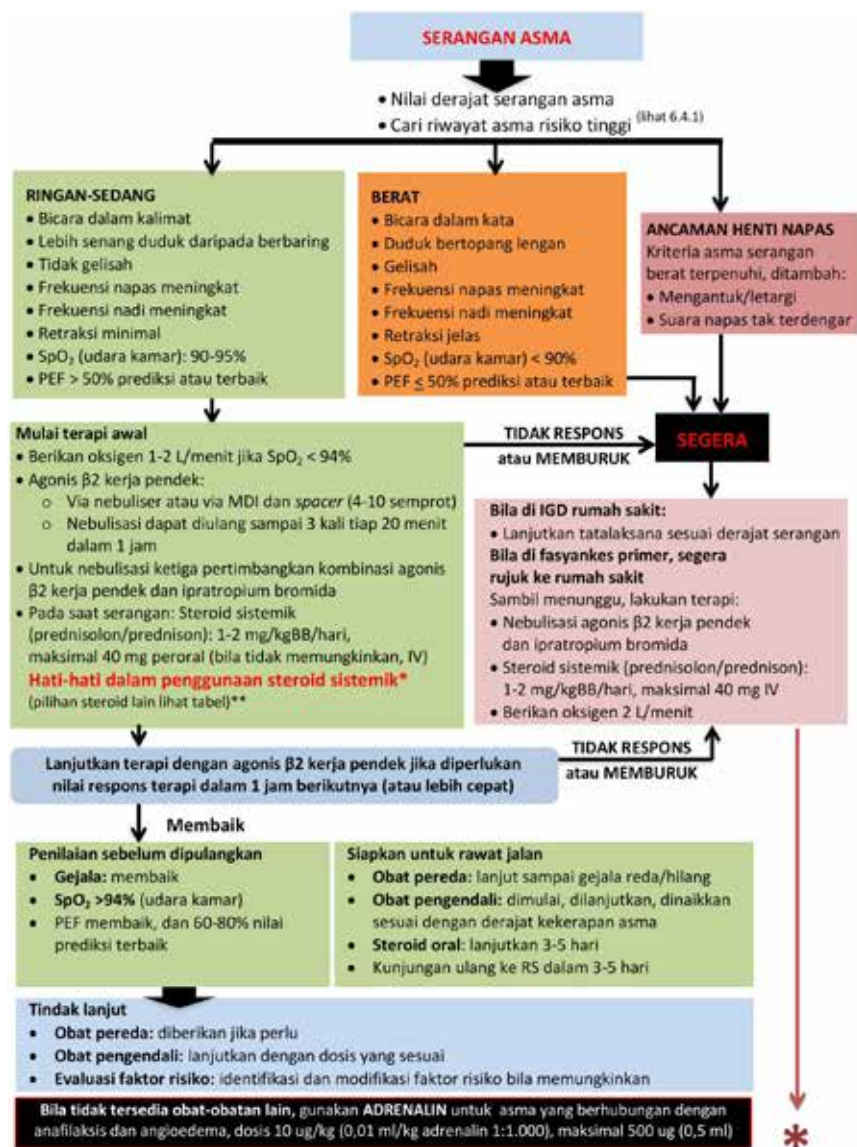 SERANGAN ASMA
• Nilai derajat serangan asma
• Cari riwayat asma risiko tinggi (lihat 6.4.1)
RINGAN-SEDANG
• Bicara dalam kalimat
• Lebih senang duduk daripada berbaring
• Tidak gelisah
• Frekuensi napas meningkat
• Frekuensi nadi meningkat
• Retraksi minimal
• SpO₂ (udara kamar): 90-95%
• PEF > 50% prediksi atau terbaik
BERAT
• Bicara dalam kata
• Duduk bertopang lengan
• Gelisah
• Frekuensi napas meningkat
• Frekuensi nadi meningkat
• Retraksi jelas
• SpO₂ (udara kamar) < 90%
• PEF ≤ 50% prediksi atau terbaik
ANCAMAN HENTI NAPAS
Kriteria asma serangan
berat terpenuhi, ditambah:
• Mengantuk/letargi
• Suara napas tak terdengar
Mulai terapi awal
• Berikan oksigen 1-2 L/menit jika SpO₂ < 94%
• Agonis β2 kerja pendek:
o Via nebuliser atau via MDI dan spacer (4-10 semprot)
o Nebulisasi dapat diulang sampai 3 kali tiap 20 menit
dalam 1 jam
• Untuk nebulisasi ketiga pertimbangkan kombinasi agonis
β2 kerja pendek dan ipratropium bromida
• Pada saat serangan: Steroid sistemik
(prednisolon/prednison): 1-2 mg/kgBB/hari,
maksimal 40 mg peroral (bila tidak memungkinkan, IV)
Hati-hati dalam penggunaan steroid sistemik*
(pilihan steroid lain lihat tabel)**
TIDAK RESPONS
atau MEMBURUK
SEGERA
Bila di IGD rumah sakit:
• Lanjutkan tatalaksana sesuai derajat serangan
Bila di fasyankes primer, segera
rujuk ke rumah sakit
Sambil menunggu, lakukan terapi:
• Nebulisasi agonis β2 kerja pendek
dan ipratropium bromida
• Steroid sistemik (prednisolon/prednison):
1-2 mg/kgBB/hari, maksimal 40 mg IV
• Berikan oksigen 2 L/menit
Lanjutkan terapi dengan agonis β2 kerja pendek jika diperlukan
nilai respons terapi dalam 1 jam berikutnya (atau lebih cepat)
TIDAK RESPONS
atau MEMBURUK
Membaik
Penilaian sebelum dipulangkan
• Gejala: membaik
• SpO₂ >94% (udara kamar)
• PEF membaik, dan 60-80% nilai
prediksi terbaik
Siapkan untuk rawat jalan
• Obat pereda: lanjut sampai gejala reda/hilang
• Obat pengendali: dimulai, dilanjutkan, dinaikkan
sesuai dengan derajat kekerapan asma
• Steroid oral: lanjutkan 3-5 hari
• Kunjungan ulang ke RS dalam 3-5 hari
Tindak lanjut
• Obat pereda: diberikan jika perlu
• Obat pengendali: lanjutkan dengan dosis yang sesuai
• Evaluasi faktor risiko: identifikasi dan modifikasi faktor risiko bila memungkinkan
Bila tidak tersedia obat-obatan lain, gunakan ADRENALIN untuk asma yang berhubungan dengan
anafilaksis dan angioedema, dosis 10 ug/kg (0,01 ml/kg adrenalin 1:1.000), maksimal 500 ug (0,5 ml)
*